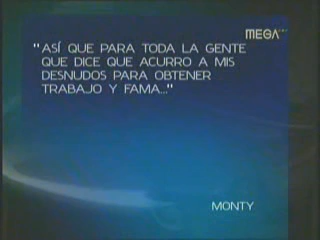 MEGA
"ASÍ QUE PARA TODA LA GENTE
QUE DICE QUE ACURRO A MIS
DESNUDOS PARA OBTENER
TRABAJO Y FAMA..."
MONTY